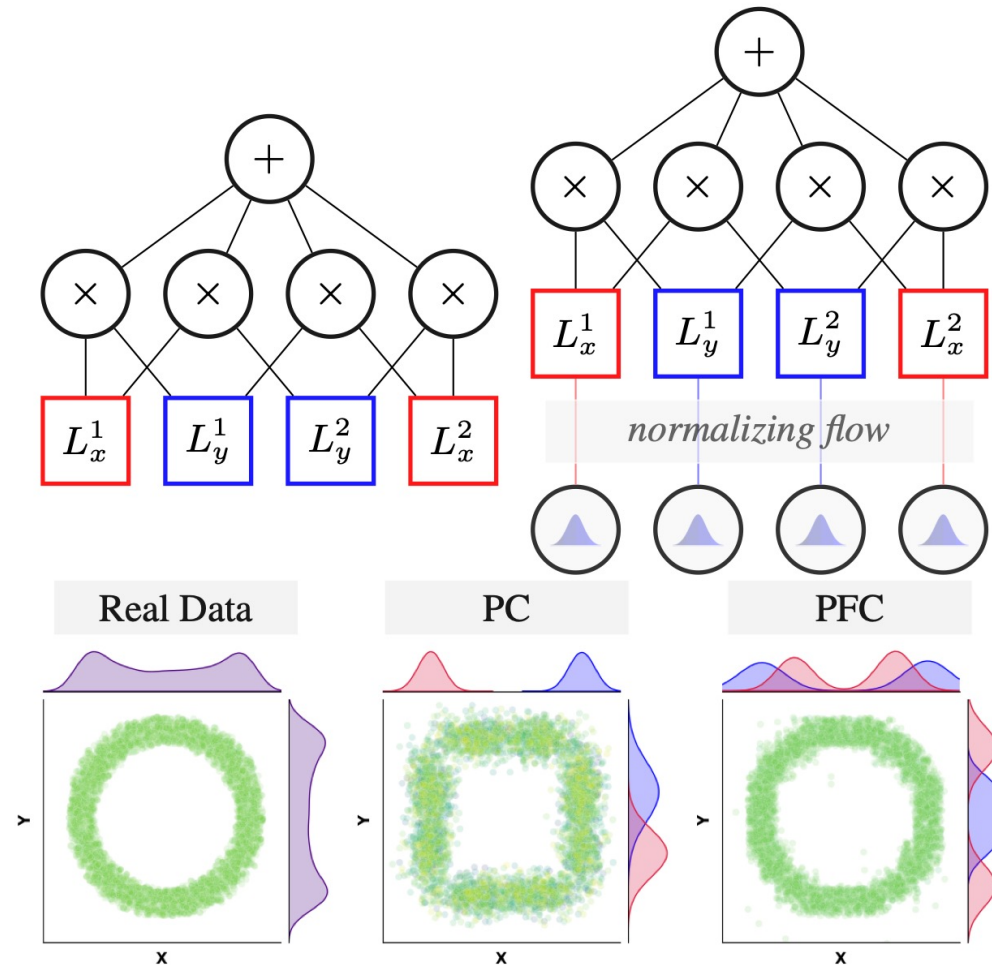 +
× × × ×
L_x^1 L_y^1 L_y^2 L_x^2
+
× × × ×
L_x^1 L_y^1 L_y^2 L_x^2
normalizing flow
Real Data
Y
X
PC
Y
X
PFC
Y
X